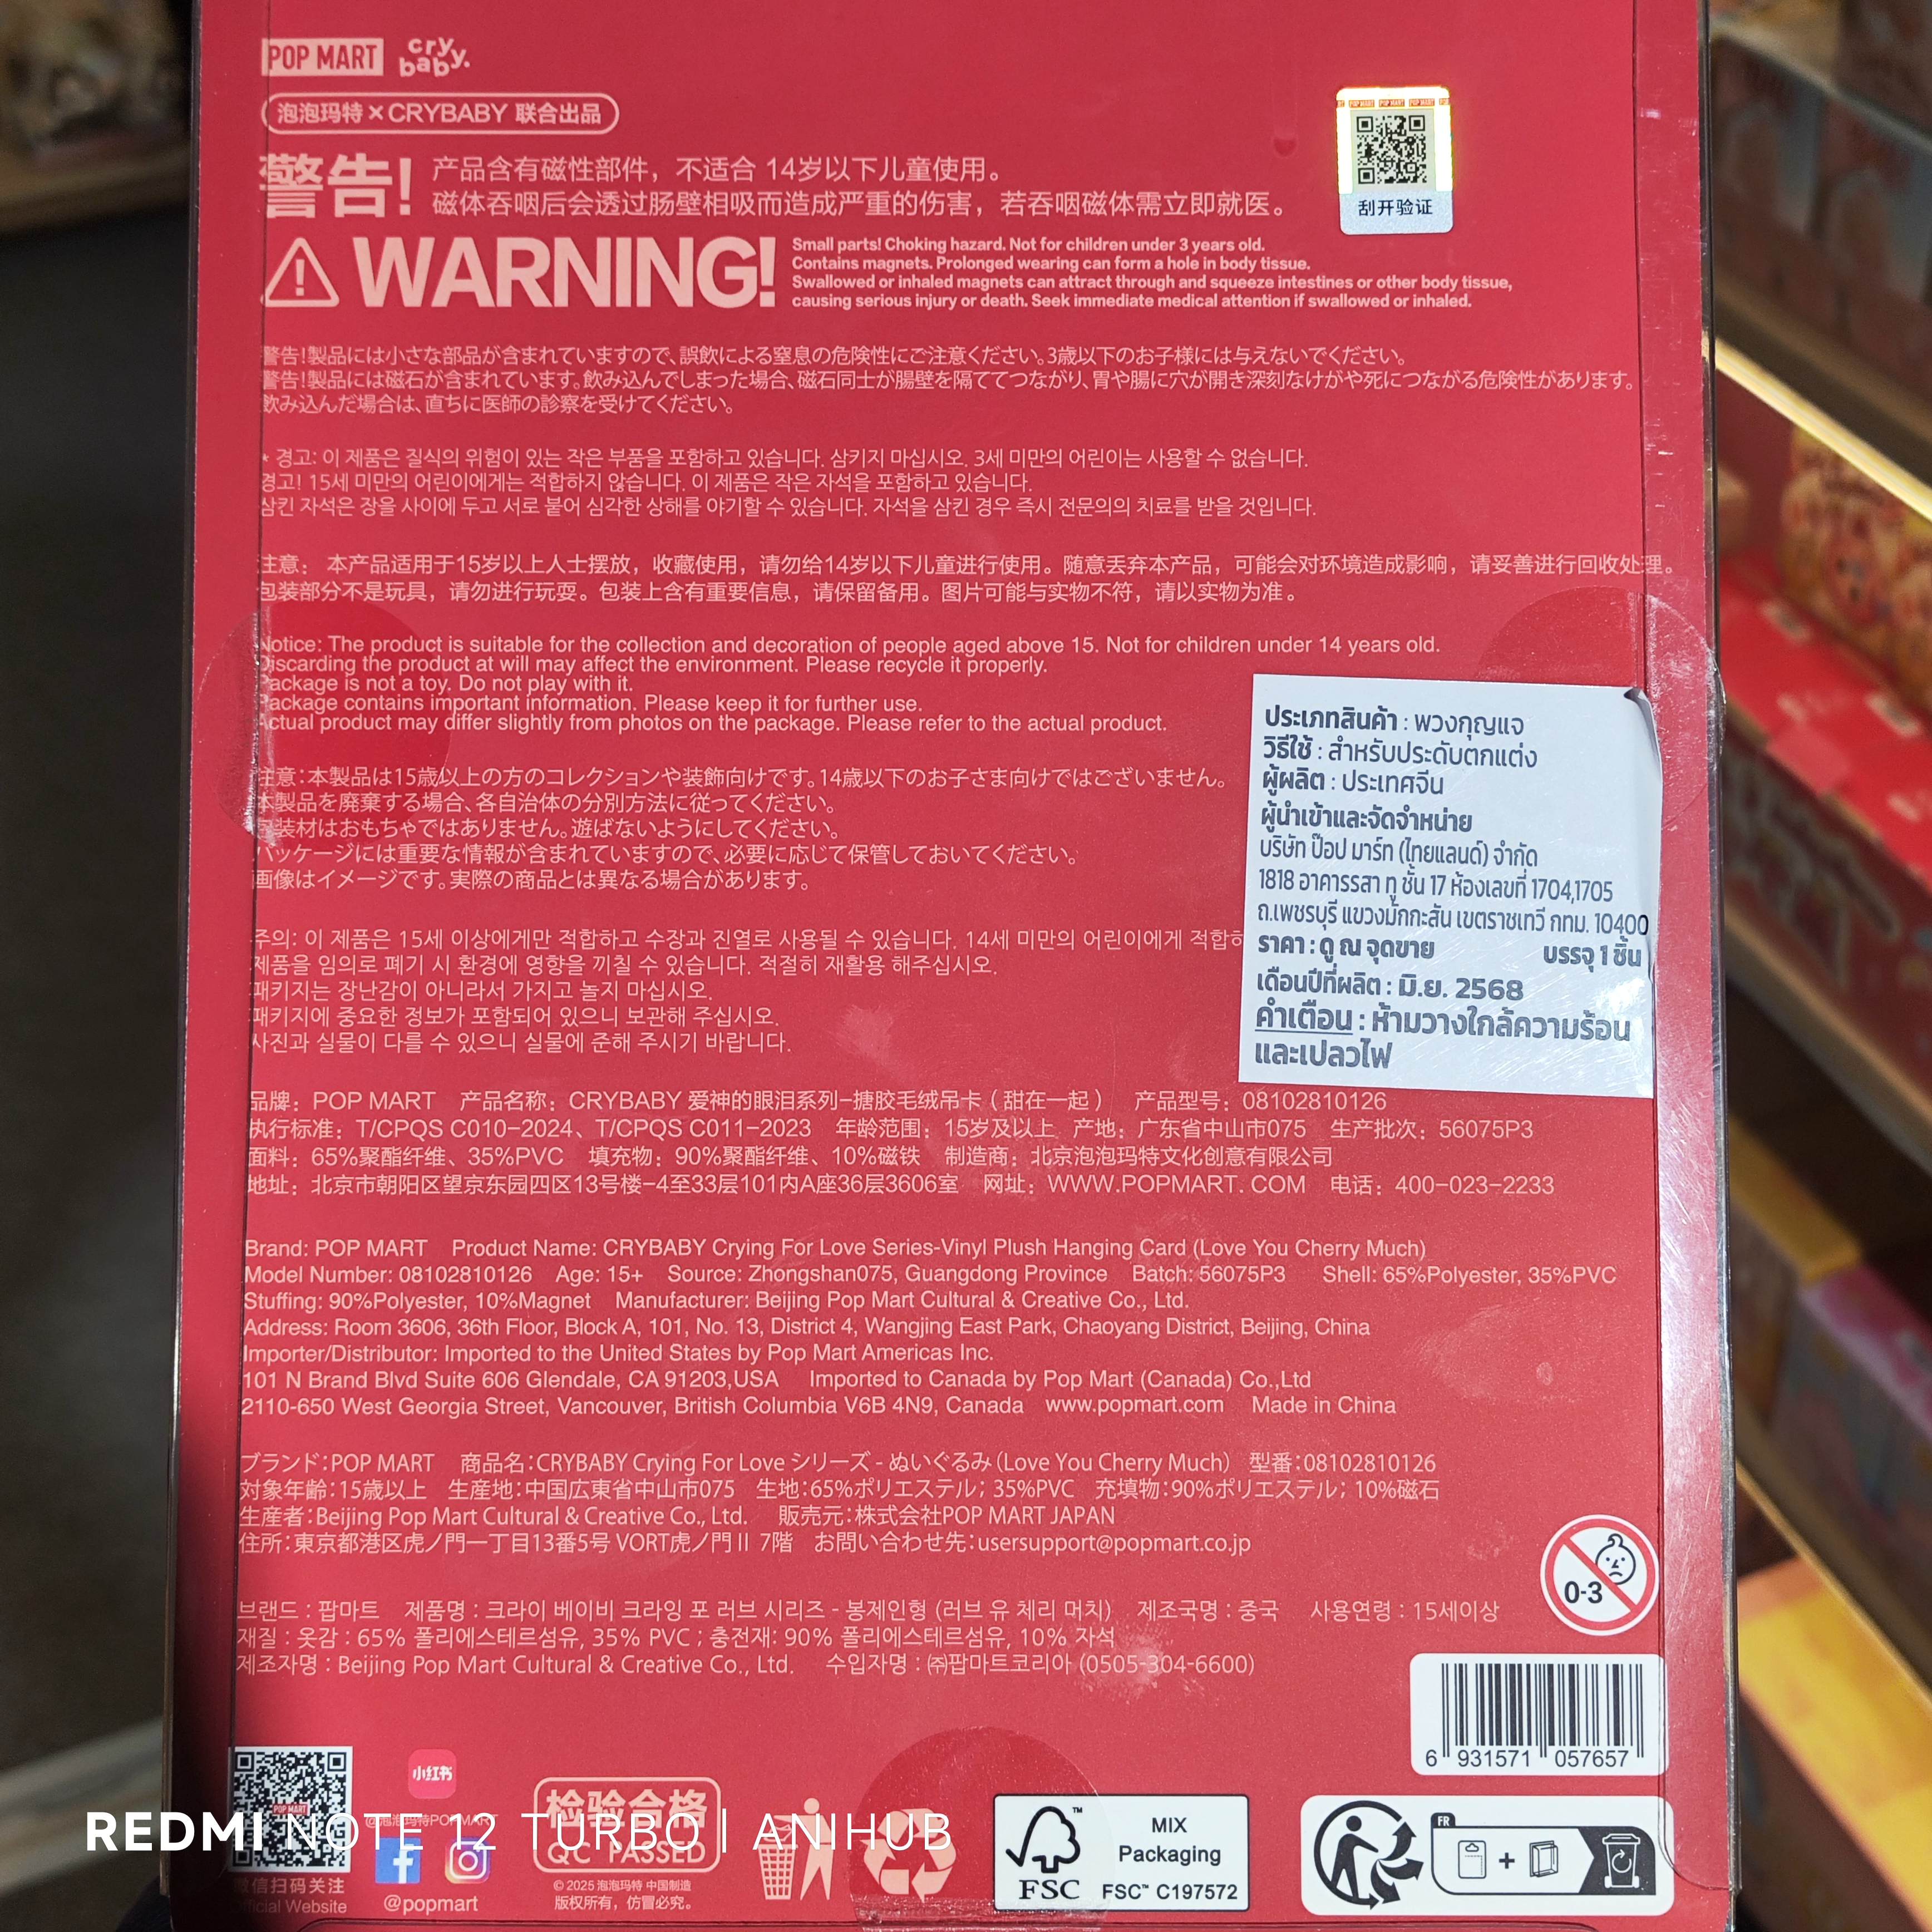 POP MART cry baby.
泡泡玛特×CRYBABY 联合出品
警告! 产品含有磁性部件，不适合 14岁以下儿童使用。
磁体吞咽后会透过肠壁相吸而造成严重的伤害，若吞咽磁体需立即就医。
刮开验证
WARNING! Small parts! Choking hazard. Not for children under 3 years old.
Contains magnets. Prolonged wearing can form a hole in body tissue.
Swallowed or inhaled magnets can attract through and squeeze intestines or other body tissue,
causing serious injury or death. Seek immediate medical attention if swallowed or inhaled.
警告!製品には小さな部品が含まれていますので、誤飲による窒息の危険性にご注意ください。3歳以下のお子様には与えないでください。
警告!製品には磁石が含まれています。飲み込んでしまった場合、磁石同士が腸壁を隔ててつながり、胃や腸に穴が開き深刻なけがや死につながる危険性があります。
飲み込んだ場合は、直ちに医師の診察を受けてください。
* 경고: 이 제품은 질식의 위험이 있는 작은 부품을 포함하고 있습니다. 삼키지 마십시오. 3세 미만의 어린이는 사용할 수 없습니다.
경고! 15세 미만의 어린이에게는 적합하지 않습니다. 이 제품은 작은 자석을 포함하고 있습니다.
삼킨 자석은 장을 사이에 두고 서로 붙어 심각한 상해를 야기할 수 있습니다. 자석을 삼킨 경우 즉시 전문의의 치료를 받을 것입니다.
注意： 本产品适用于15岁以上人士摆放，收藏使用，请勿给14岁以下儿童进行使用。随意丢弃本产品，可能会对环境造成影响，请妥善进行回收处理。
包装部分不是玩具，请勿进行玩耍。包装上含有重要信息，请保留备用。图片可能与实物不符，请以实物为准。
Notice: The product is suitable for the collection and decoration of people aged above 15. Not for children under 14 years old.
Discarding the product at will may affect the environment. Please recycle it properly.
Package is not a toy. Do not play with it.
Package contains important information. Please keep it for further use.
Actual product may differ slightly from photos on the package. Please refer to the actual product.
注意:本製品は15歳以上の方のコレクションや装飾向けです。14歳以下のお子さま向けではございません。
本製品を廃棄する場合、各自治体の分別方法に従ってください。
包装材はおもちゃではありません。遊ばないようにしてください。
パッケージには重要な情報が含まれていますので、必要に応じて保管しておいてください。
画像はイメージです。実際の商品とは異なる場合があります。
ประเภทสินค้า : พวงกุญแจ
วิธีใช้ : สำหรับประดับตกแต่ง
ผู้ผลิต : ประเทศจีน
ผู้นำเข้าและจัดจำหน่าย
บริษัท ป๊อป มาร์ท (ไทยแลนด์) จำกัด
1818 อาคารรสา ทู ชั้น 17 ห้องเลขที่ 1704,1705
ถ.เพชรบุรี แขวงมักกะสัน เขตราชเทวี กทม. 10400
ราคา : ดู ณ จุดขาย บรรจุ 1 ชิ้น
เดือนปีที่ผลิต : มิ.ย. 2568
คำเตือน : ห้ามวางใกล้ความร้อน
และเปลวไฟ
주의: 이 제품은 15세 이상에게만 적합하고 수장과 진열로 사용될 수 있습니다. 14세 미만의 어린이에게 적합하
제품을 임의로 폐기 시 환경에 영향을 끼칠 수 있습니다. 적절히 재활용 해주십시오.
패키지는 장난감이 아니라서 가지고 놀지 마십시오.
패키지에 중요한 정보가 포함되어 있으니 보관해 주십시오.
사진과 실물이 다를 수 있으니 실물에 준해 주시기 바랍니다.
品牌：POP MART 产品名称：CRYBABY 爱神的眼泪系列–搪胶毛绒吊卡（甜在一起） 产品型号：08102810126
执行标准：T/CPQS C010–2024、T/CPQS C011–2023 年龄范围：15岁及以上 产地：广东省中山市075 生产批次：56075P3
面料：65%聚酯纤维、35%PVC 填充物：90%聚酯纤维、10%磁铁 制造商：北京泡泡玛特文化创意有限公司
地址：北京市朝阳区望京东园四区13号楼–4至33层101内A座36层3606室 网址：WWW.POPMART.COM 电话：400–023–2233
Brand: POP MART Product Name: CRYBABY Crying For Love Series-Vinyl Plush Hanging Card (Love You Cherry Much)
Model Number: 08102810126 Age: 15+ Source: Zhongshan075, Guangdong Province Batch: 56075P3 Shell: 65%Polyester, 35%PVC
Stuffing: 90%Polyester, 10%Magnet Manufacturer: Beijing Pop Mart Cultural & Creative Co., Ltd.
Address: Room 3606, 36th Floor, Block A, 101, No. 13, District 4, Wangjing East Park, Chaoyang District, Beijing, China
Importer/Distributor: Imported to the United States by Pop Mart Americas Inc.
101 N Brand Blvd Suite 606 Glendale, CA 91203,USA Imported to Canada by Pop Mart (Canada) Co.,Ltd
2110-650 West Georgia Street, Vancouver, British Columbia V6B 4N9, Canada www.popmart.com Made in China
ブランド:POP MART 商品名:CRYBABY Crying For Love シリーズ - ぬいぐるみ (Love You Cherry Much) 型番:08102810126
対象年齢:15歳以上 生産地:中国広東省中山市075 生地:65%ポリエステル; 35%PVC 充填物:90%ポリエステル; 10%磁石
生産者:Beijing Pop Mart Cultural & Creative Co., Ltd. 販売元:株式会社POP MART JAPAN
住所:東京都港区虎ノ門一丁目13番5号 VORT虎ノ門 II 7階 お問い合わせ先:usersupport@popmart.co.jp
0-3
브랜드 : 팝마트 제품명 : 크라이 베이비 크라잉 포 러브 시리즈 - 봉제인형 (러브 유 체리 머치) 제조국명 : 중국 사용연령 : 15세이상
재질 : 옷감 : 65% 폴리에스테르섬유, 35% PVC ; 충전재: 90% 폴리에스테르섬유, 10% 자석
제조자명 : Beijing Pop Mart Cultural & Creative Co., Ltd. 수입자명 : ㈜팝마트코리아 (0505-304-6600)
6 931571 057657
POP MART
微信扫码关注
Official Website
小红书
@泡泡玛特POPMART
@popmart
检验合格
QC PASSED
© 2025 泡泡玛特 中国制造
版权所有，仿冒必究。
FSC™
MIX
Packaging
FSC™ C197572
FR
+
REDMI NOTE 12 TURBO | ANIHUB